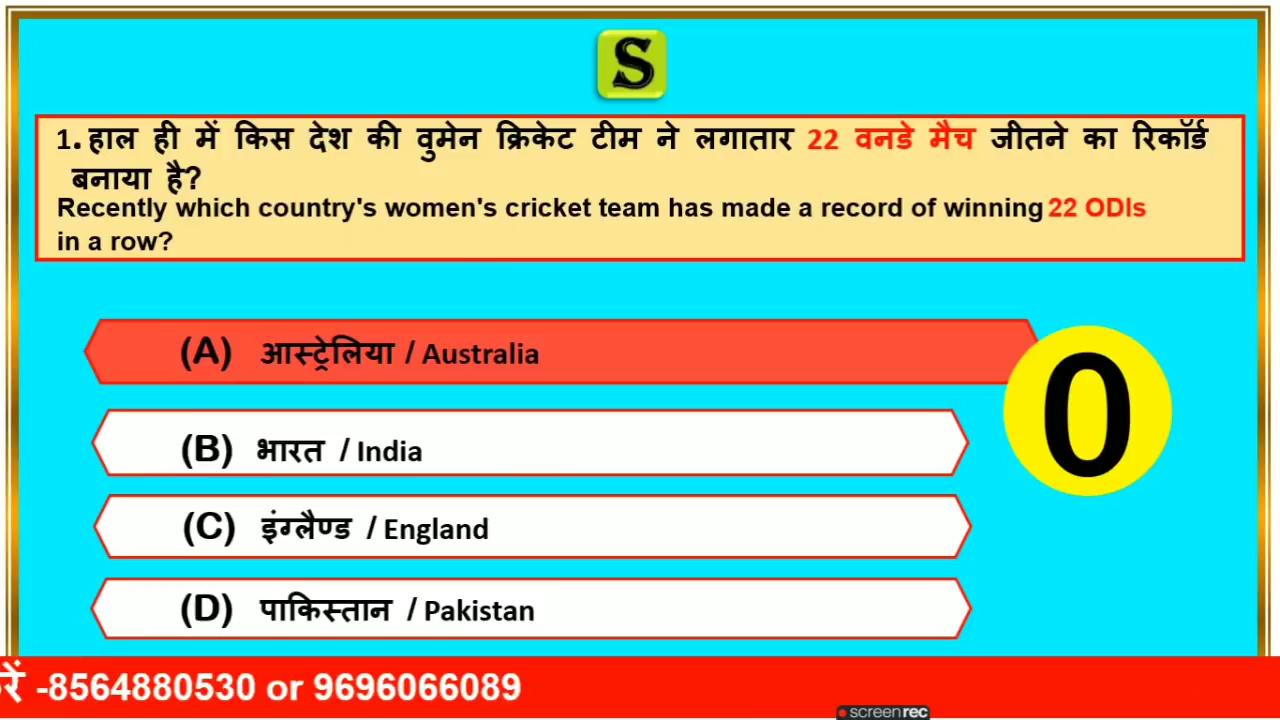 S
1. हाल ही में किस देश की वुमेन क्रिकेट टीम ने लगातार 22 वनडे मैच जीतने का रिकॉर्ड
बनाया है?
Recently which country's women's cricket team has made a record of winning 22 ODIs
in a row?
(A) आस्ट्रेलिया / Australia
0
(B) भारत / India
(C) इंग्लैण्ड / England
(D) पाकिस्तान / Pakistan
रें -8564880530 or 9696066089
screenrec